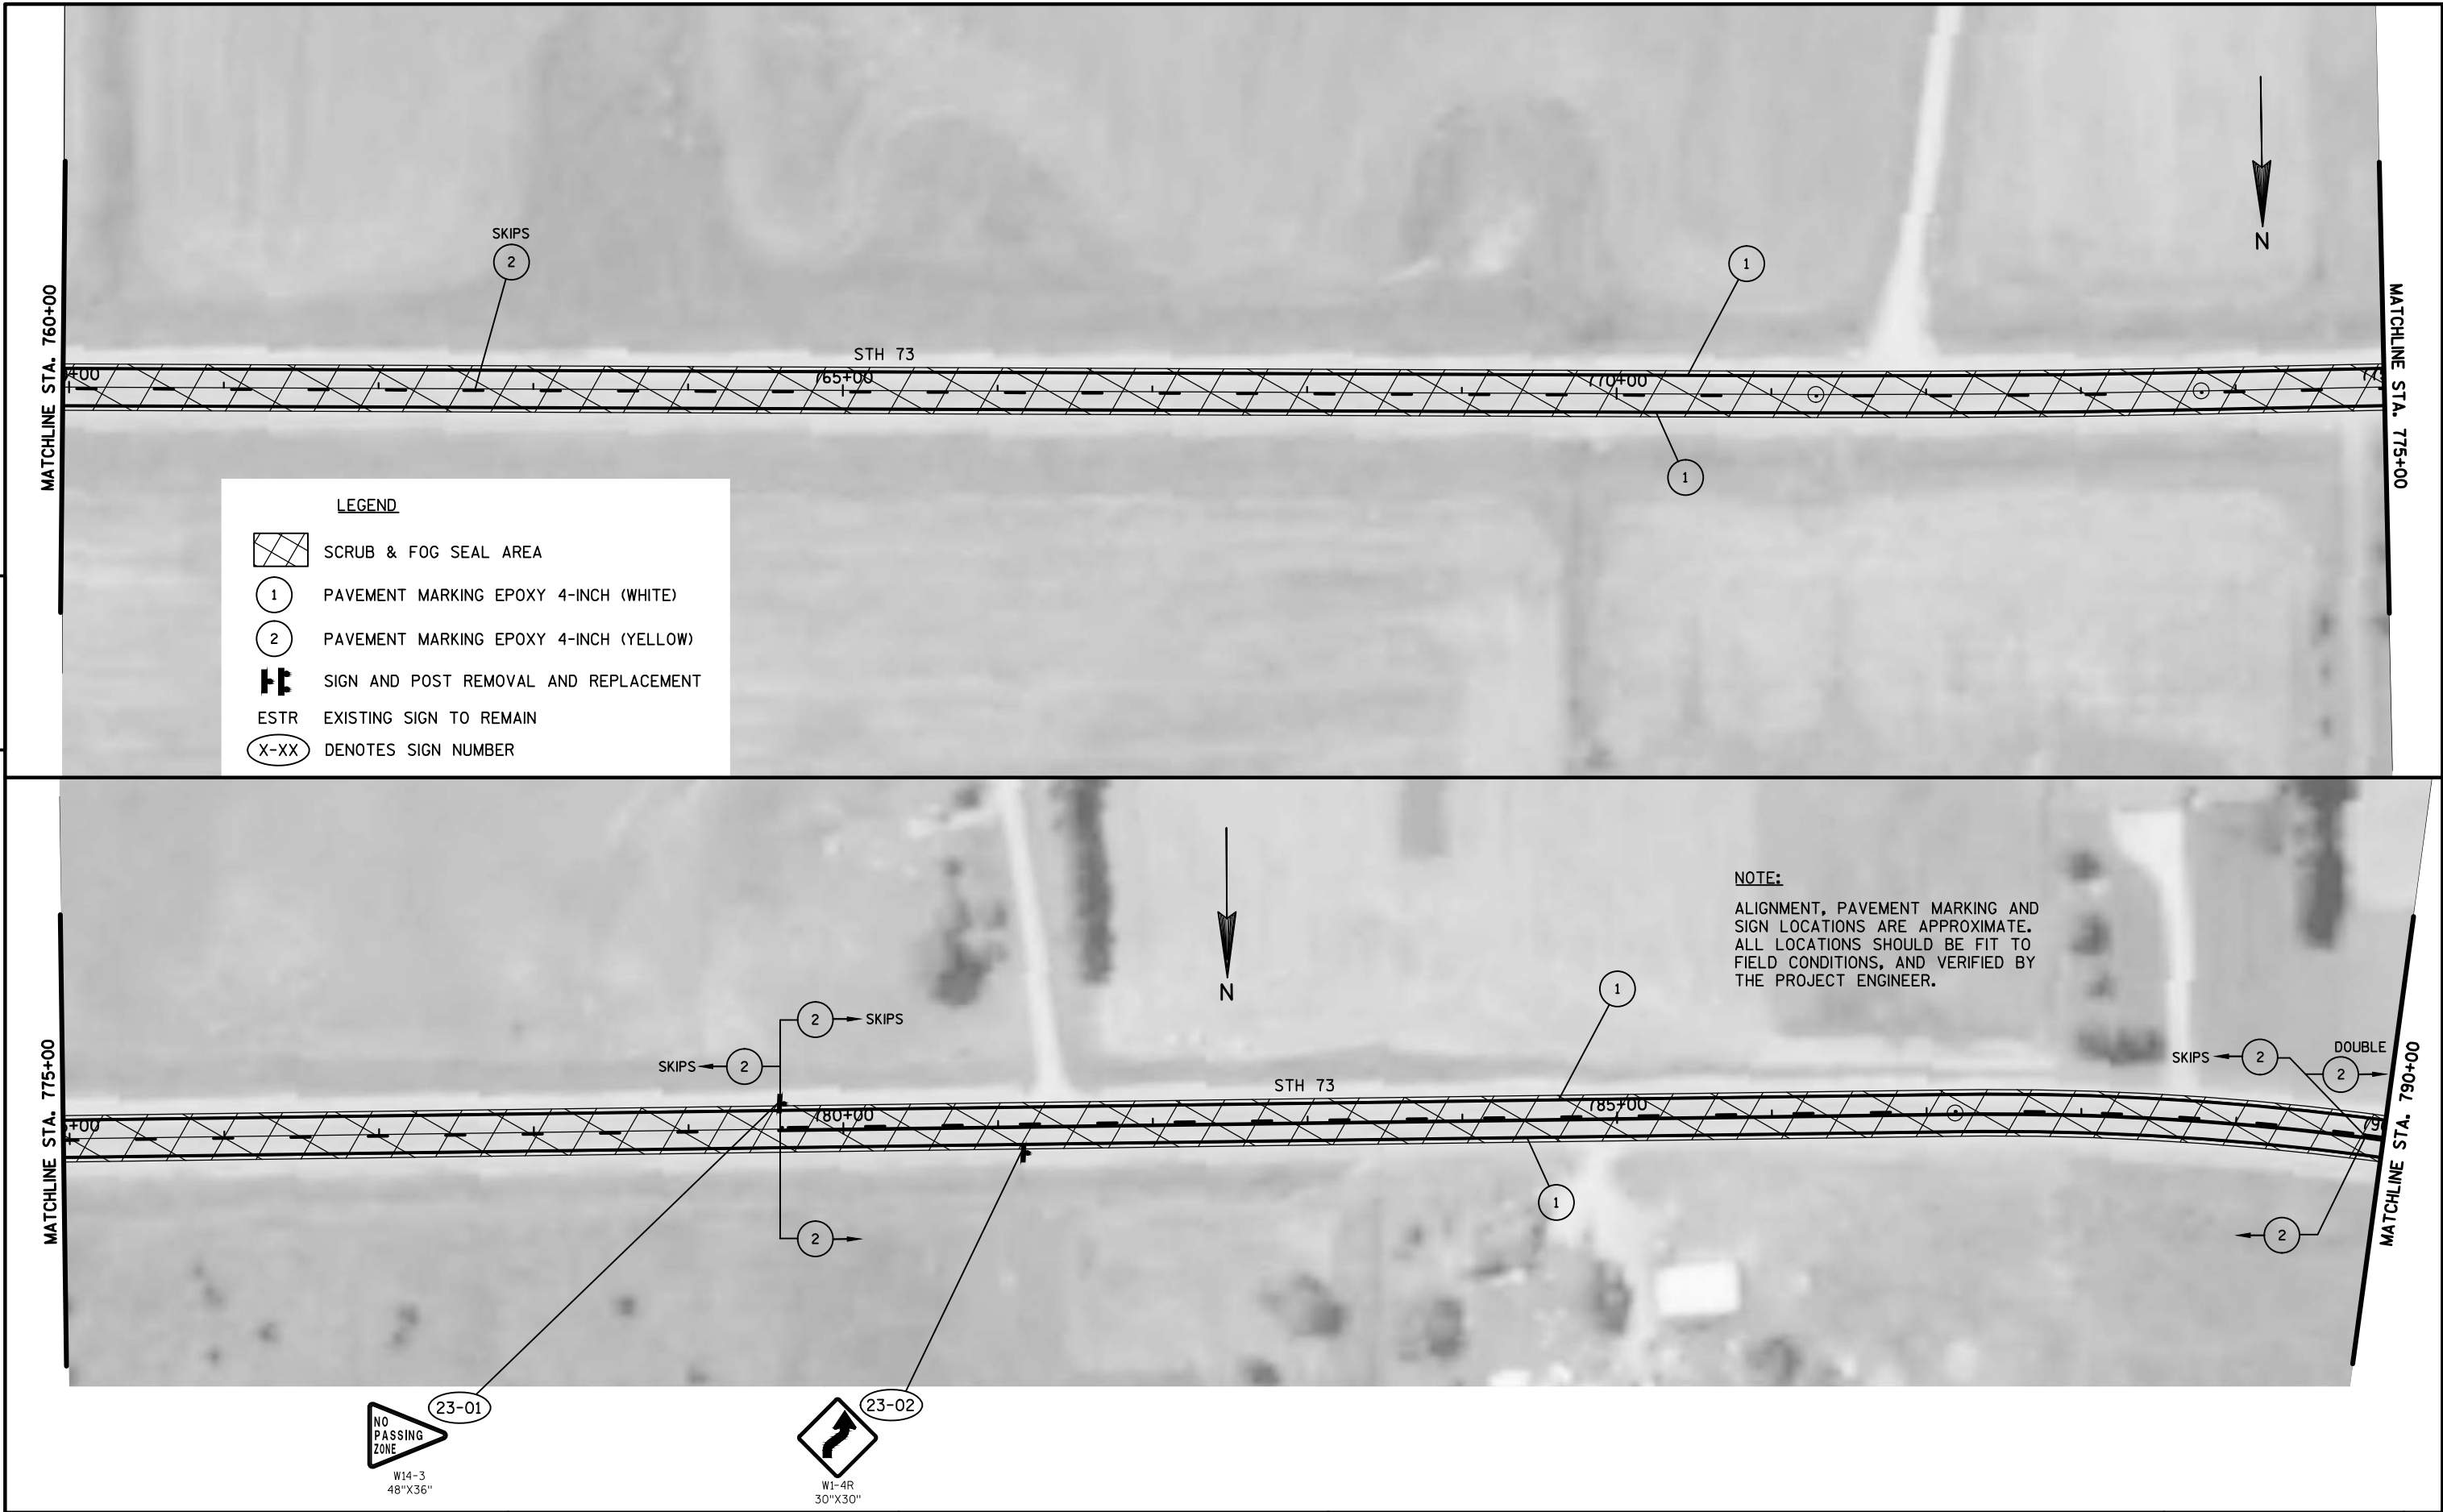 SKIPS
2
1
N
MATCHLINE STA. 760+00
STH 73
+00
765+00
770+00
775
MATCHLINE STA. 775+00
1
LEGEND
SCRUB & FOG SEAL AREA
1 PAVEMENT MARKING EPOXY 4-INCH (WHITE)
2 PAVEMENT MARKING EPOXY 4-INCH (YELLOW)
SIGN AND POST REMOVAL AND REPLACEMENT
ESTR EXISTING SIGN TO REMAIN
X-XX DENOTES SIGN NUMBER
NOTE:
ALIGNMENT, PAVEMENT MARKING AND
SIGN LOCATIONS ARE APPROXIMATE.
ALL LOCATIONS SHOULD BE FIT TO
FIELD CONDITIONS, AND VERIFIED BY
THE PROJECT ENGINEER.
N
1
2 SKIPS
SKIPS 2
SKIPS 2
DOUBLE
2
MATCHLINE STA. 775+00
STH 73
5+00
780+00
785+00
790
MATCHLINE STA. 790+00
1
2
2
23-01
23-02
NO
PASSING
ZONE
W14-3
48"X36"
W1-4R
30"X30"